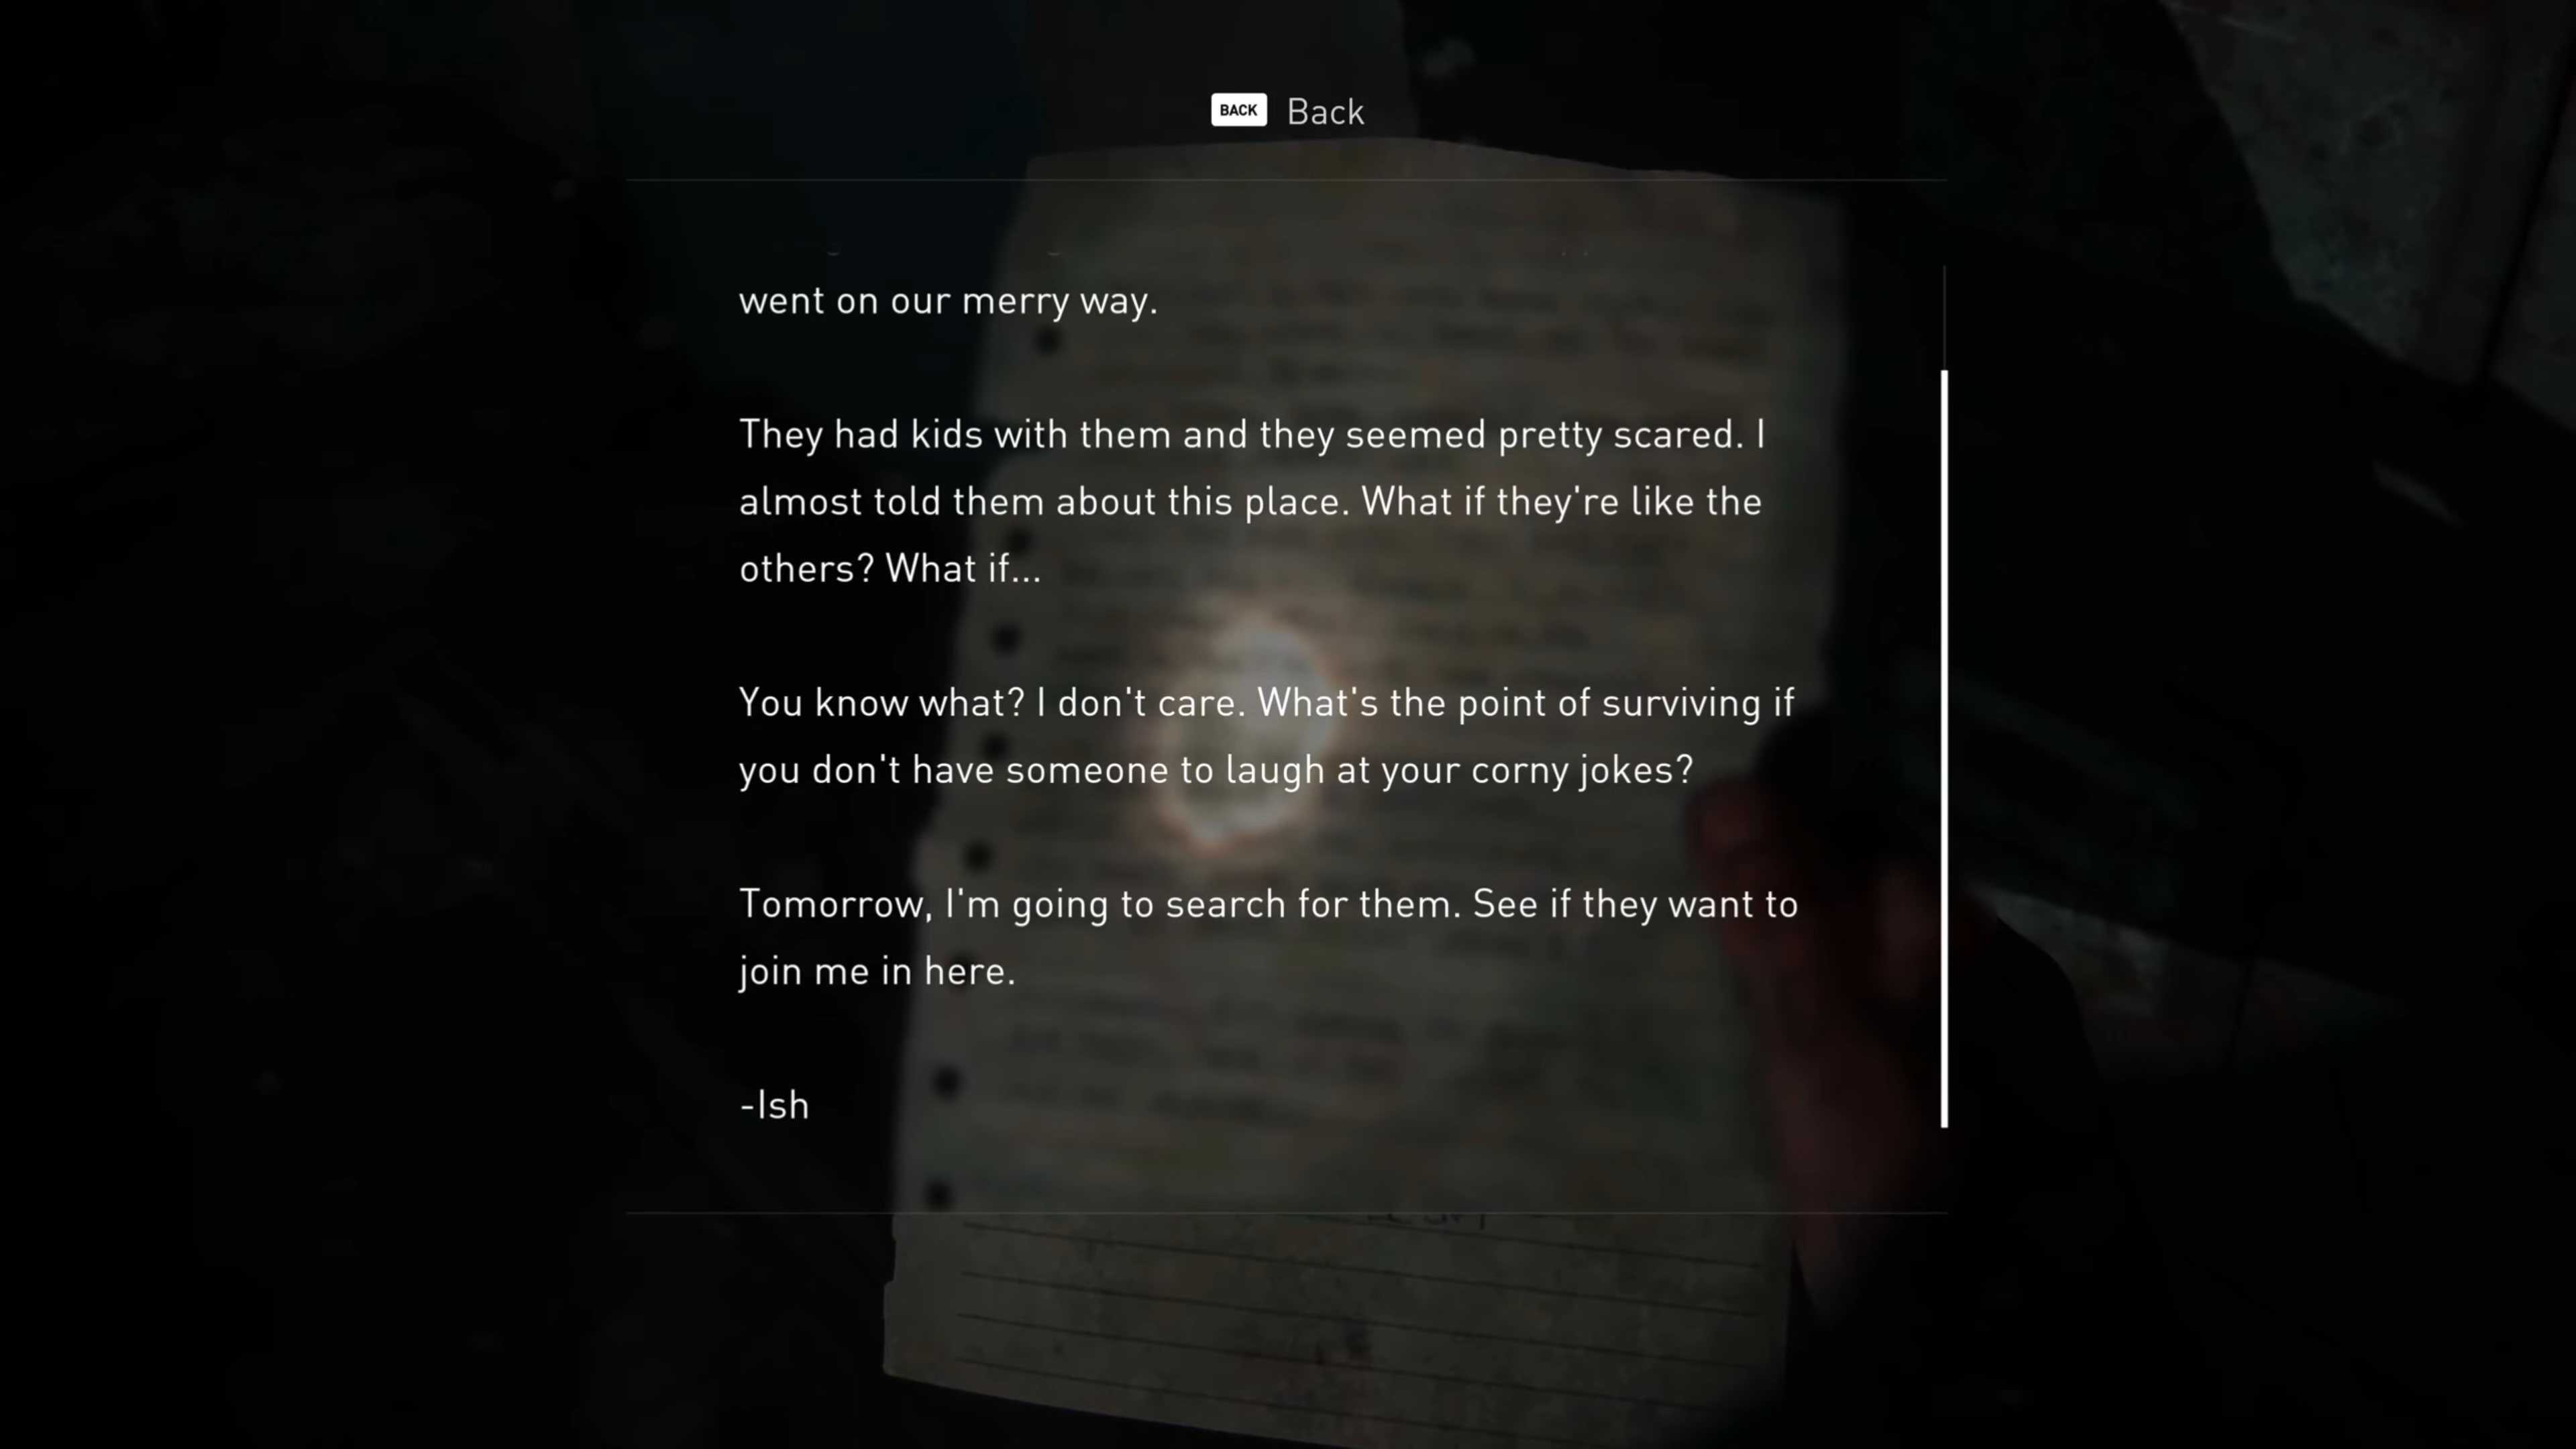 BACK Back
went on our merry way.
They had kids with them and they seemed pretty scared. I
almost told them about this place. What if they're like the
others? What if...
You know what? I don't care. What's the point of surviving if
you don't have someone to laugh at your corny jokes?
Tomorrow, I'm going to search for them. See if they want to
join me in here.
-Ish